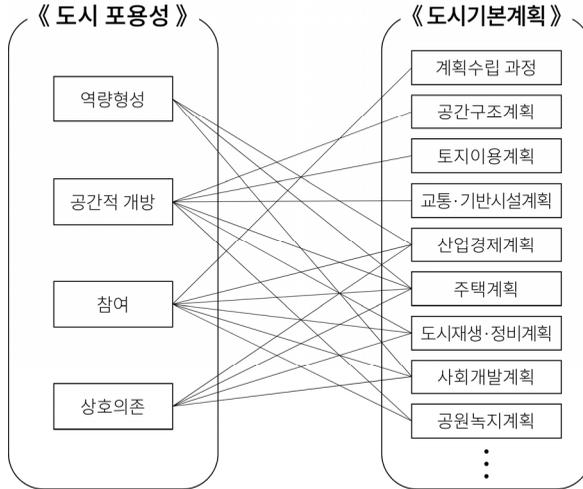 《 도시 포용성 》
역량형성
공간적 개방
참여
상호의존
《 도시기본계획 》
계획수립 과정
공간구조계획
토지이용계획
교통·기반시설계획
산업경제계획
주택계획
도시재생·정비계획
사회개발계획
공원녹지계획